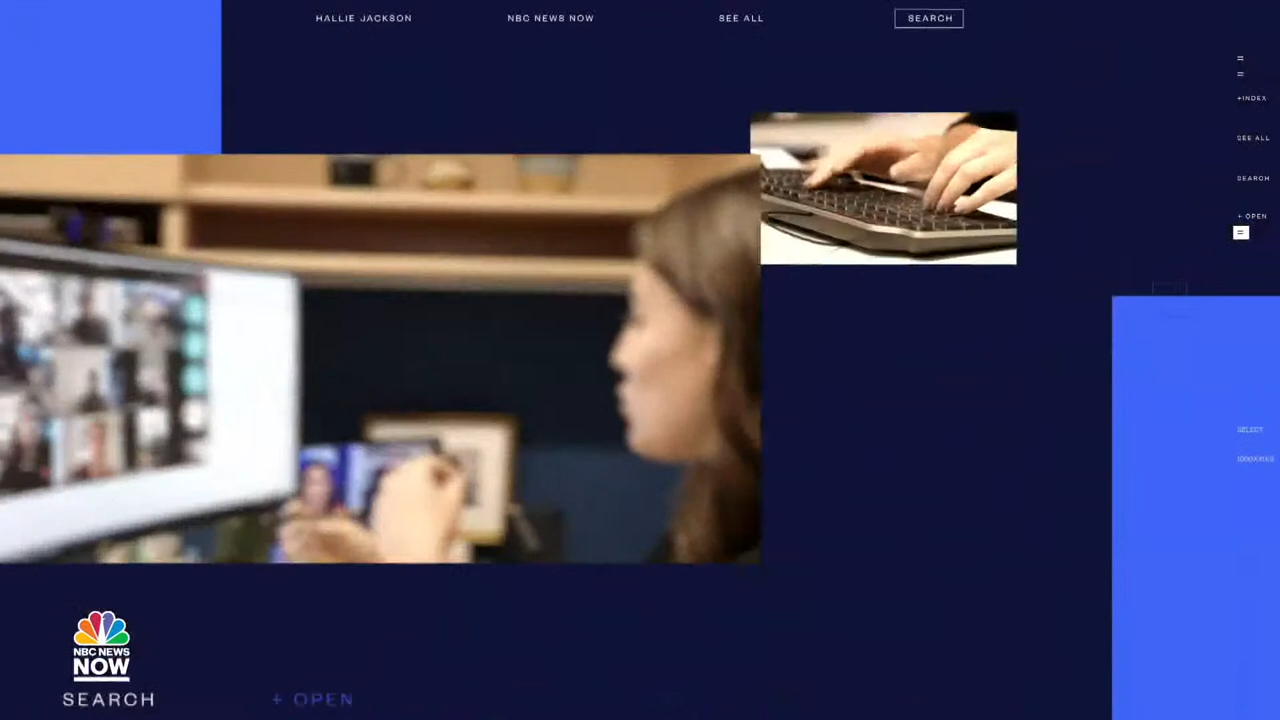 HALLIE JACKSON
NBC NEWS NOW
SEE ALL
SEARCH
=
=
+INDEX
SEE ALL
SEARCH
+ OPEN
=
SELECT
NBC NEWS
NOW
SEARCH
+ OPEN